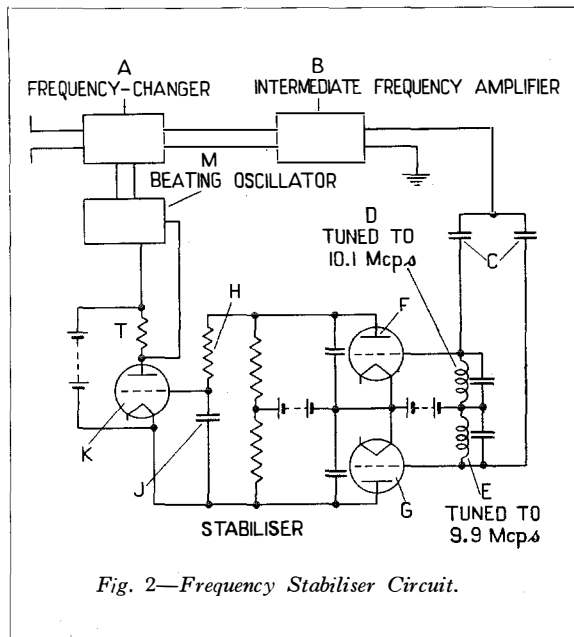 A
FREQUENCY-CHANGER
B
INTERMEDIATE FREQUENCY AMPLIFIER
M
BEATING OSCILLATOR
D
TUNED TO
10.1 Mcps
C
H
F
T
K
J
G
E
TUNED TO
9.9 Mcps
STABILISER
Fig. 2—Frequency Stabiliser Circuit.